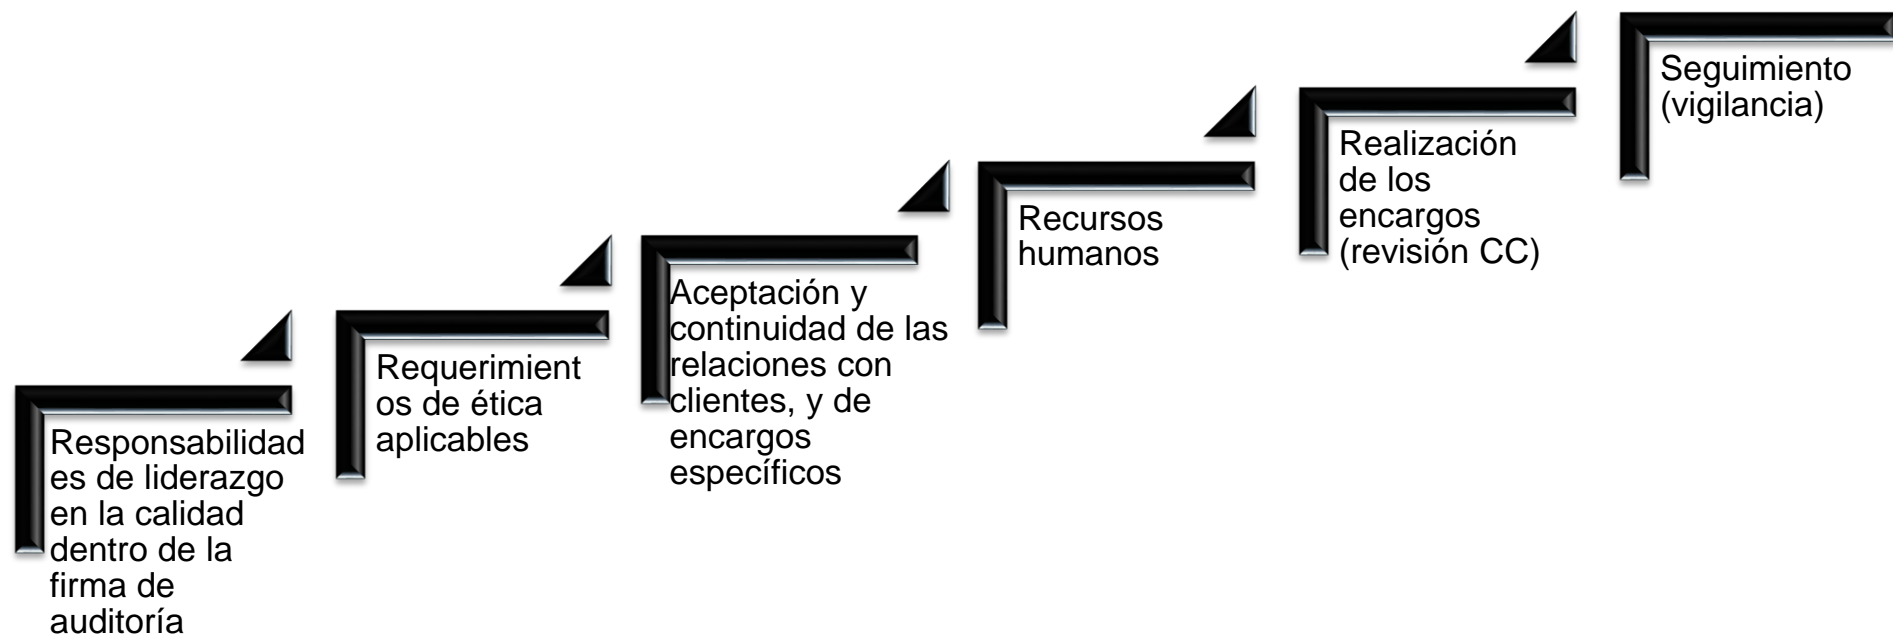 Responsabilidad
es de liderazgo
en la calidad
dentro de la
firma de
auditoría
Requerimient
os de ética
aplicables
Aceptación y
continuidad de las
relaciones con
clientes, y de
encargos
específicos
Recursos
humanos
Realización
de los
encargos
(revisión CC)
Seguimiento
(vigilancia)